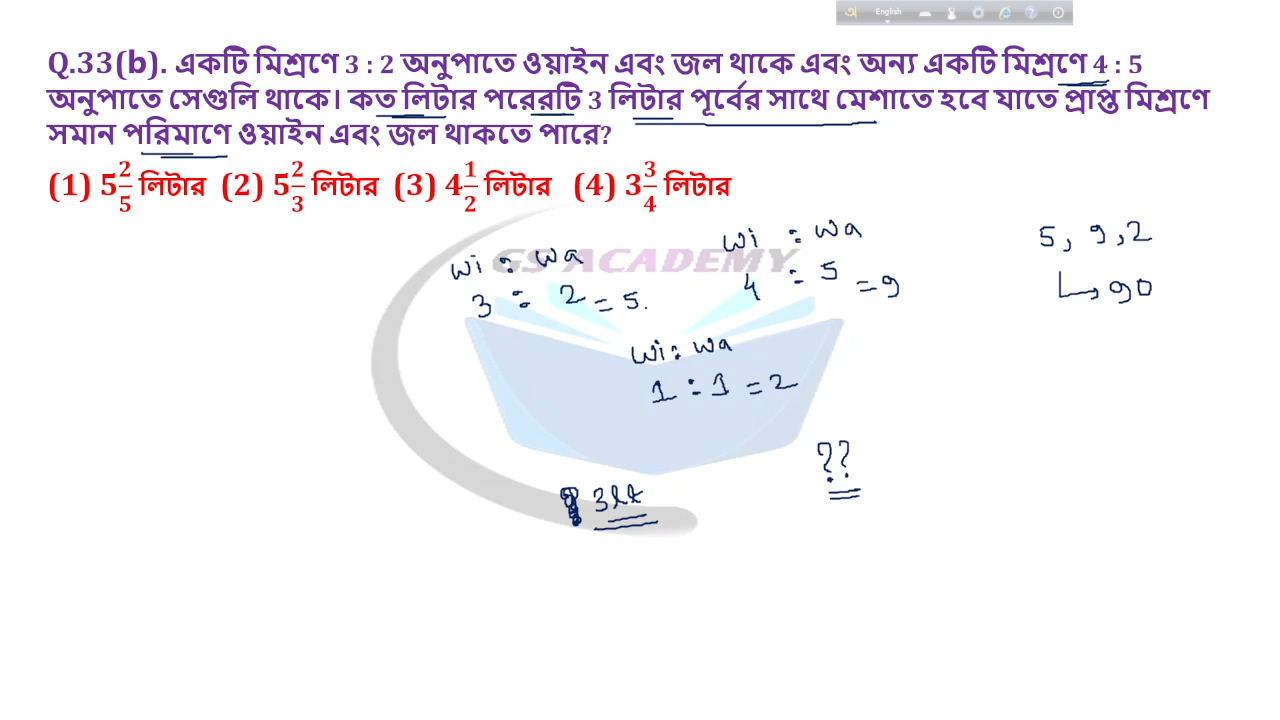 English
Q.33(b). একটি মিশ্রণে 3 : 2 অনুপাতে ওয়াইন এবং জল থাকে এবং অন্য একটি মিশ্রণে 4 : 5
অনুপাতে সেগুলি থাকে। কত লিটার পরেরটি 3 লিটার পূর্বের সাথে মেশাতে হবে যাতে প্রাপ্ত মিশ্রণে
সমান পরিমাণে ওয়াইন এবং জল থাকতে পারে?
(1) 5 2/5 লিটার (2) 5 2/3 লিটার (3) 4 1/2 লিটার (4) 3 3/4 লিটার
GS ACADEMY
wi : wa
3 : 2 = 5.
wi : wa
4 : 5 = 9
5, 9, 2
↳ 90
wi : wa
1 : 1 = 2
??
3lt